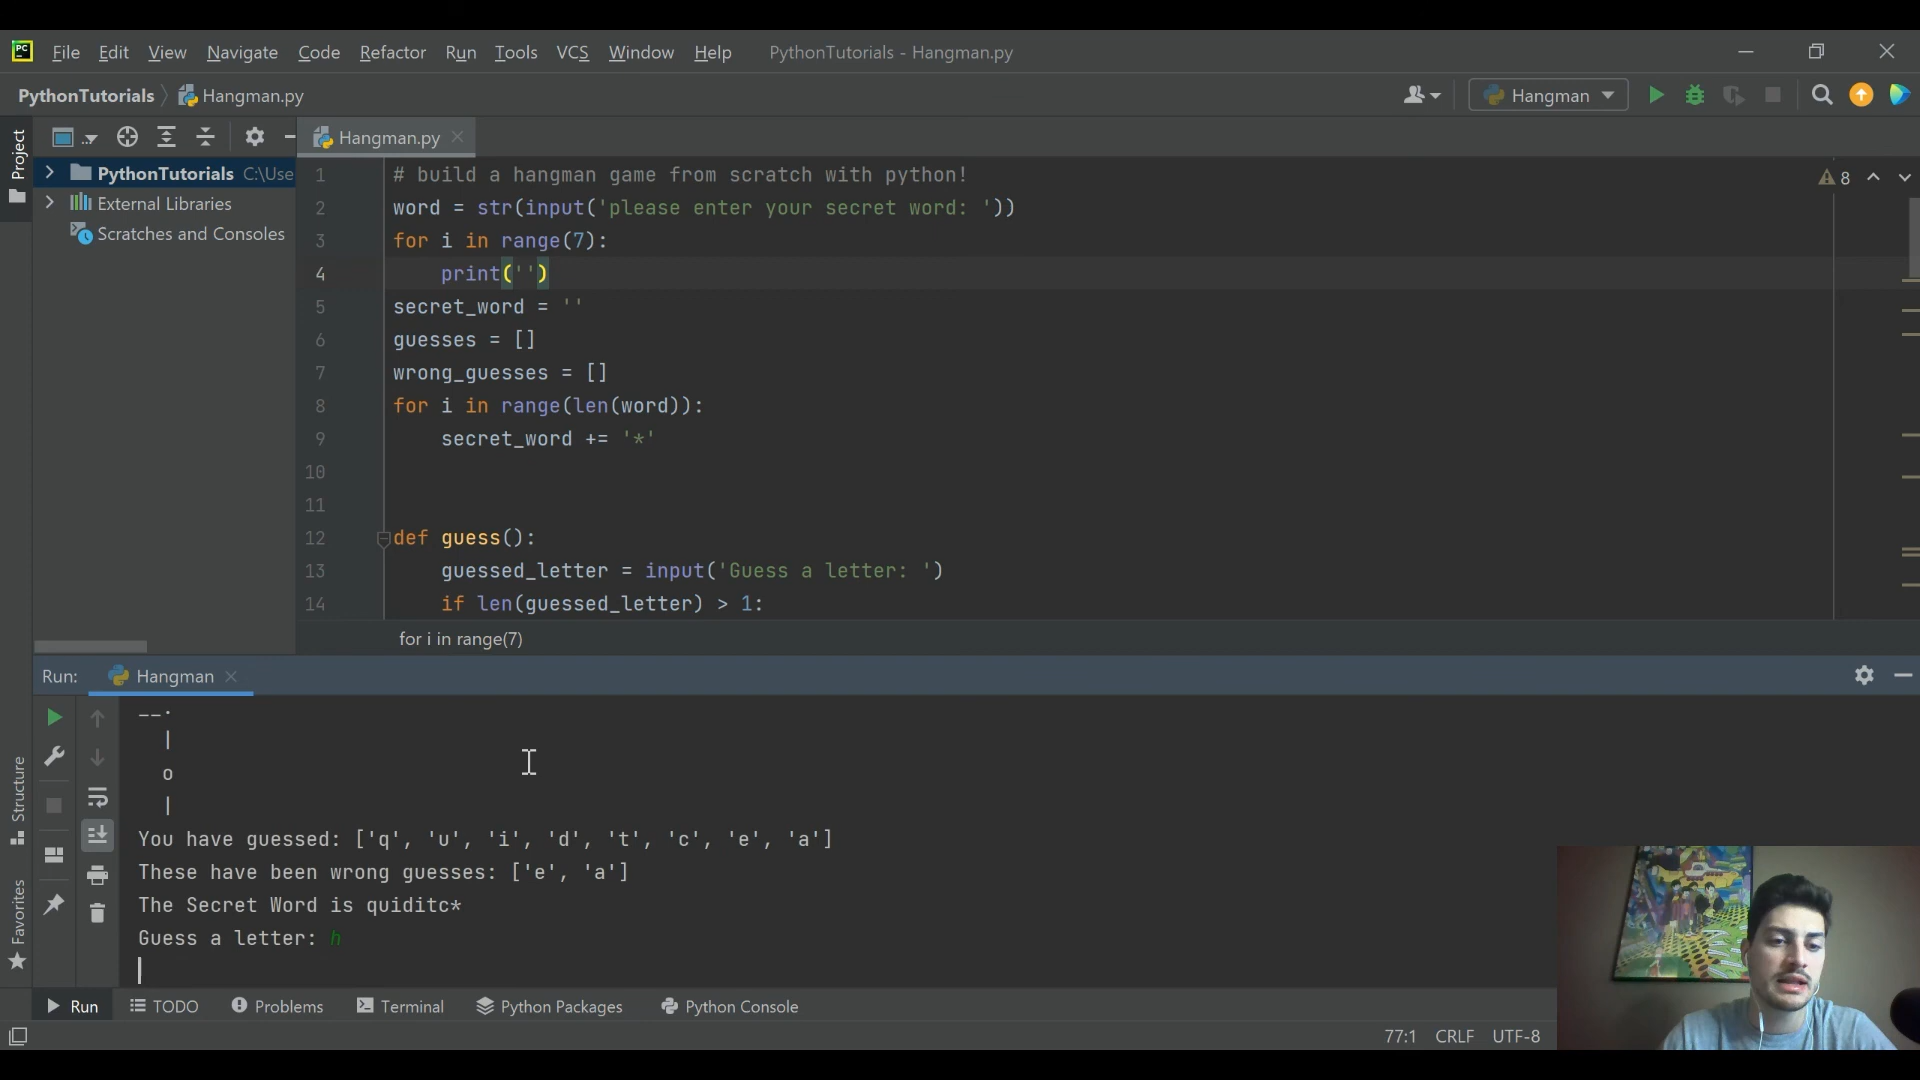 PC File Edit View Navigate Code Refactor Run Tools VCS Window Help PythonTutorials - Hangman.py
PythonTutorials Hangman.py Hangman
Project
Hangman.py
PythonTutorials C:\Use
External Libraries
Scratches and Consoles
8
1 # build a hangman game from scratch with python!
2 word = str(input('please enter your secret word: '))
3 for i in range(7):
4 print('')
5 secret_word = ''
6 guesses = []
7 wrong_guesses = []
8 for i in range(len(word)):
9 secret_word += '*'
10
11
12 def guess():
13 guessed_letter = input('Guess a letter: ')
14 if len(guessed_letter) > 1:
for i in range(7)
Run: Hangman
__.
|
o
|
You have guessed: ['q', 'u', 'i', 'd', 't', 'c', 'e', 'a']
These have been wrong guesses: ['e', 'a']
The Secret Word is quiditc*
Guess a letter: h
Structure
Favorites
Run TODO Problems Terminal Python Packages Python Console
77:1 CRLF UTF-8